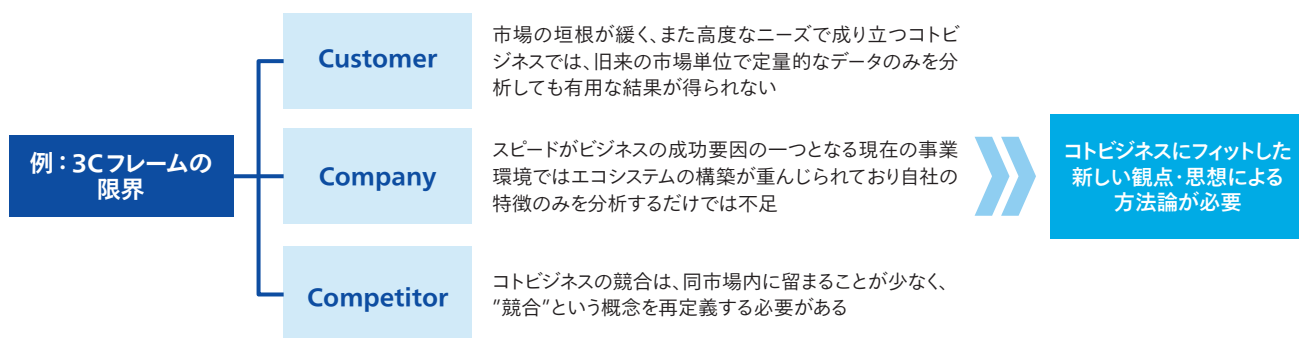 例：3Cフレームの
限界
Customer
市場の垣根が緩く、また高度なニーズで成り立つコトビ
ジネスでは、旧来の市場単位で定量的なデータのみを分
析しても有用な結果が得られない
Company
スピードがビジネスの成功要因の一つとなる現在の事業
環境ではエコシステムの構築が重んじられており自社の
特徴のみを分析するだけでは不足
Competitor
コトビジネスの競合は、同市場内に留まることが少なく、
”競合”という概念を再定義する必要がある
コトビジネスにフィットした
新しい観点・思想による
方法論が必要